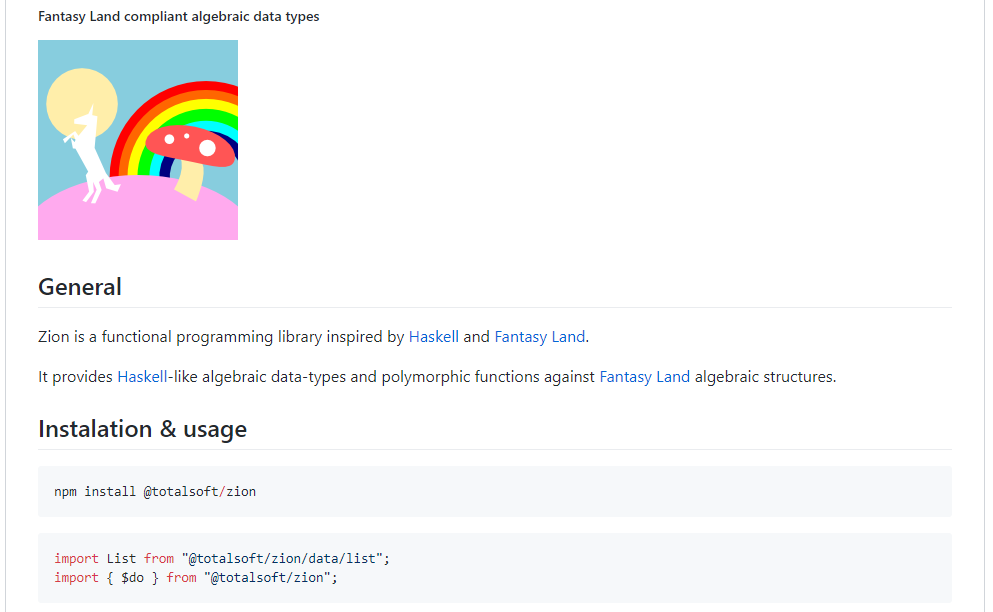 Fantasy Land compliant algebraic data types
General
Zion is a functional programming library inspired by Haskell and Fantasy Land.
It provides Haskell-like algebraic data-types and polymorphic functions against Fantasy Land algebraic structures.
Instalation & usage
npm install @totalsoft/zion
import List from "@totalsoft/zion/data/list";
import { $do } from "@totalsoft/zion";